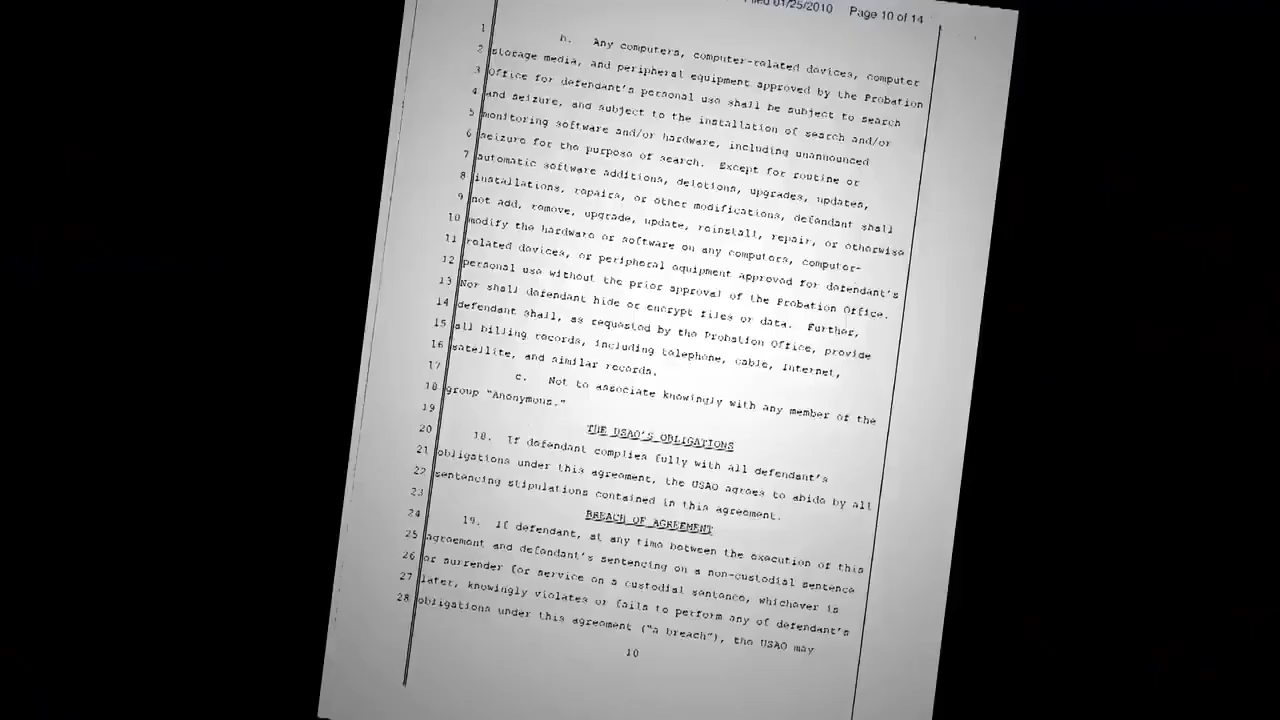 Filed 01/25/2010 Page 10 of 14
1
2 b. Any computers, computer-related devices, computer
3 storage media, and peripheral equipment approved by the Probation
4 Office for defendant's personal use shall be subject to search
5 and seizure, and subject to the installation of search and/or
6 monitoring software and/or hardware, including unannounced
7 seizure for the purpose of search. Except for routine or
8 automatic software additions, deletions, upgrades, updates,
9 installations, repairs, or other modifications, defendant shall
10 not add, remove, upgrade, update, reinstall, repair, or otherwise
11 modify the hardware or software on any computers, computer-
12 related devices, or peripheral equipment approved for defendant's
13 personal use without the prior approval of the Probation Office.
14 Nor shall defendant hide or encrypt files or data. Further,
15 defendant shall, as requested by the Probation Office, provide
16 all billing records, including telephone, cable, Internet,
17 satellite, and similar records.
18 c. Not to associate knowingly with any member of the
19 group "Anonymous."
20 THE USAO'S OBLIGATIONS
21 18. If defendant complies fully with all defendant's
22 obligations under this agreement, the USAO agrees to abide by all
23 sentencing stipulations contained in this agreement.
24 BREACH OF AGREEMENT
25 19. If defendant, at any time between the execution of this
26 agreement and defendant's sentencing on a non-custodial sentence
27 or surrender for service on a custodial sentence, whichever is
28 later, knowingly violates or fails to perform any of defendant's
obligations under this agreement ("a breach"), the USAO may
10